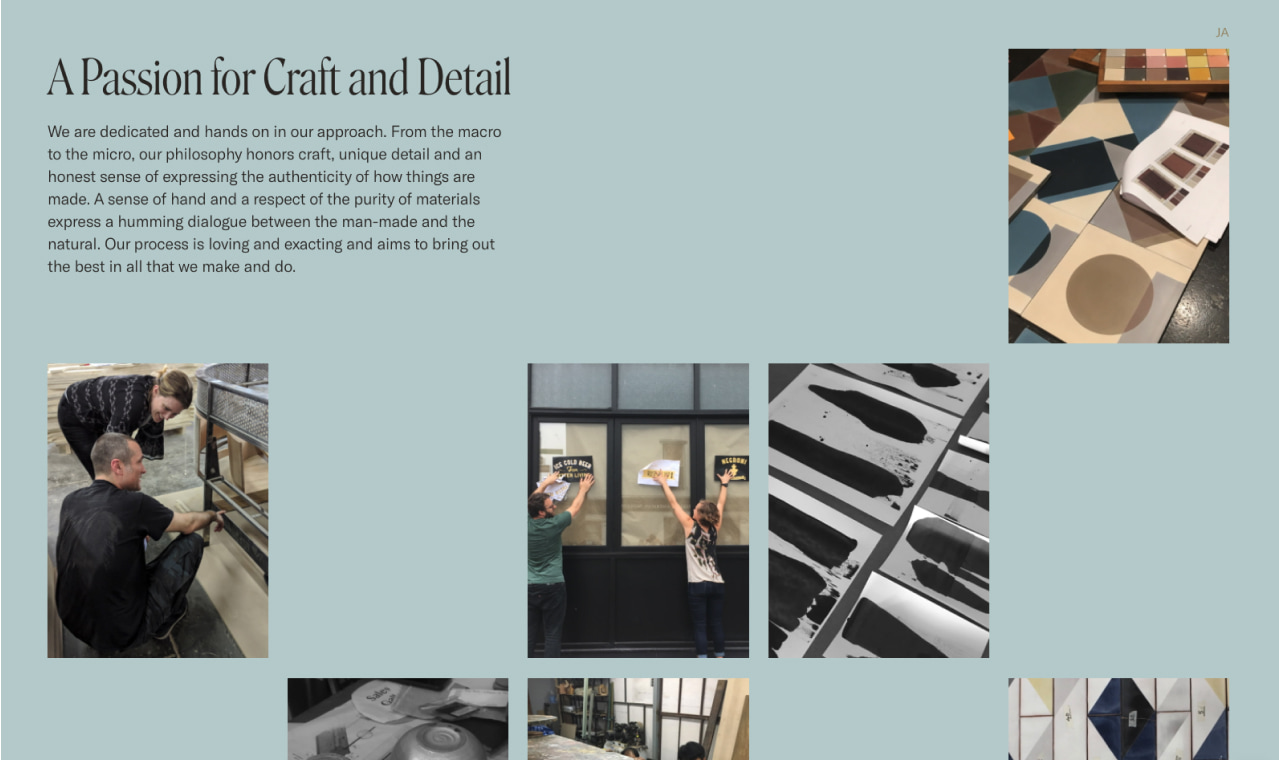 JA
A Passion for Craft and Detail
We are dedicated and hands on in our approach. From the macro
to the micro, our philosophy honors craft, unique detail and an
honest sense of expressing the authenticity of how things are
made. A sense of hand and a respect of the purity of materials
express a humming dialogue between the man-made and the
natural. Our process is loving and exacting and aims to bring out
the best in all that we make and do.
ICE COLD BEER
NEGRONI